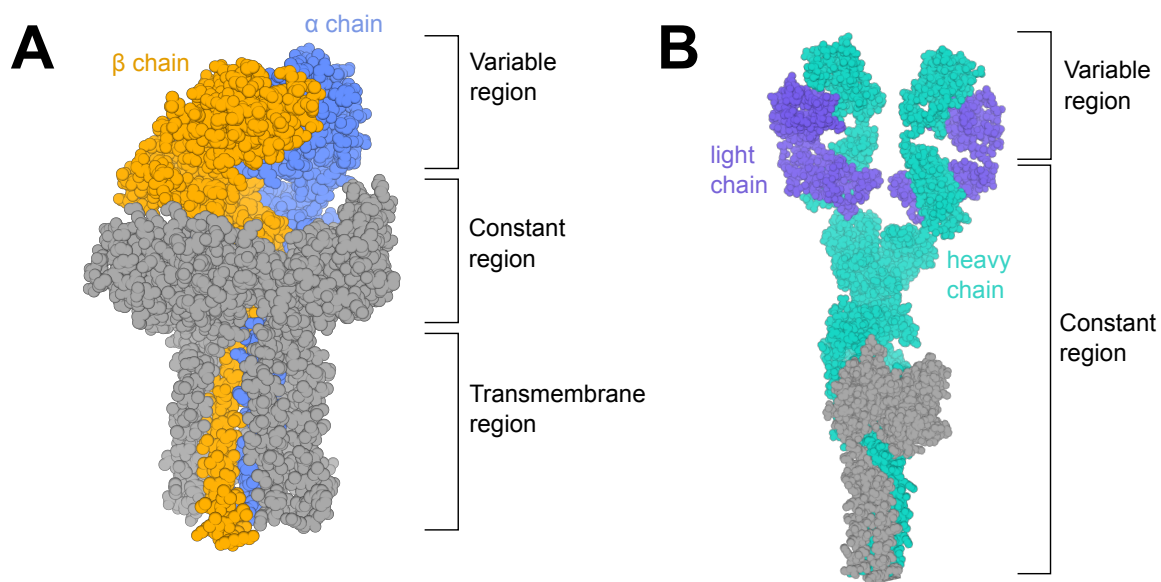 A
α chain
β chain
Variable
region
Constant
region
Transmembrane
region
B
light
chain
heavy
chain
Variable
region
Constant
region